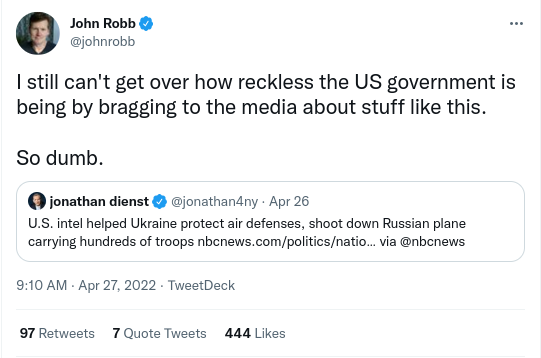 John Robb
@johnrobb
I still can't get over how reckless the US government is
being by bragging to the media about stuff like this.
So dumb.
jonathan dienst @jonathan4ny · Apr 26
U.S. intel helped Ukraine protect air defenses, shoot down Russian plane
carrying hundreds of troops nbcnews.com/politics/natio... via @nbcnews
9:10 AM · Apr 27, 2022 · TweetDeck
97 Retweets 7 Quote Tweets 444 Likes